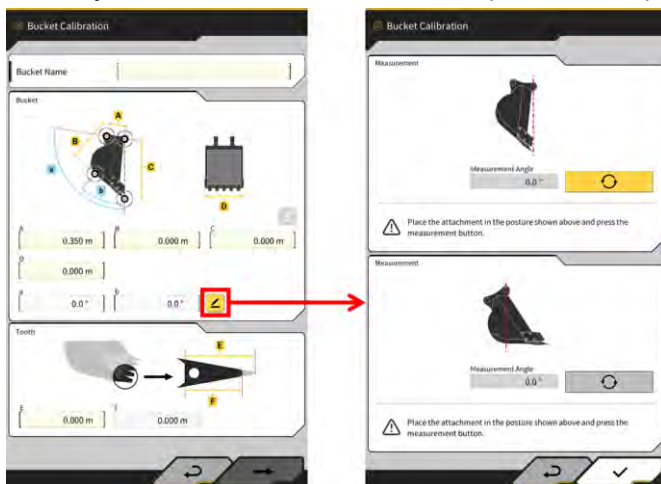 Bucket Calibration
Bucket Name
Bucket
A
B
C
a
b
D
A
0.350 m
B
0.000 m
C
0.000 m
D
0.000 m
a
0.0°
b
0.0°
Tooth
E
F
E
0.000 m
0.000 m
Bucket Calibration
Measurement
Measurement Angle
0.0°
Place the attachment in the posture shown above and press the
measurement button.
Measurement
Measurement Angle
0.0°
Place the attachment in the posture shown above and press the
measurement button.